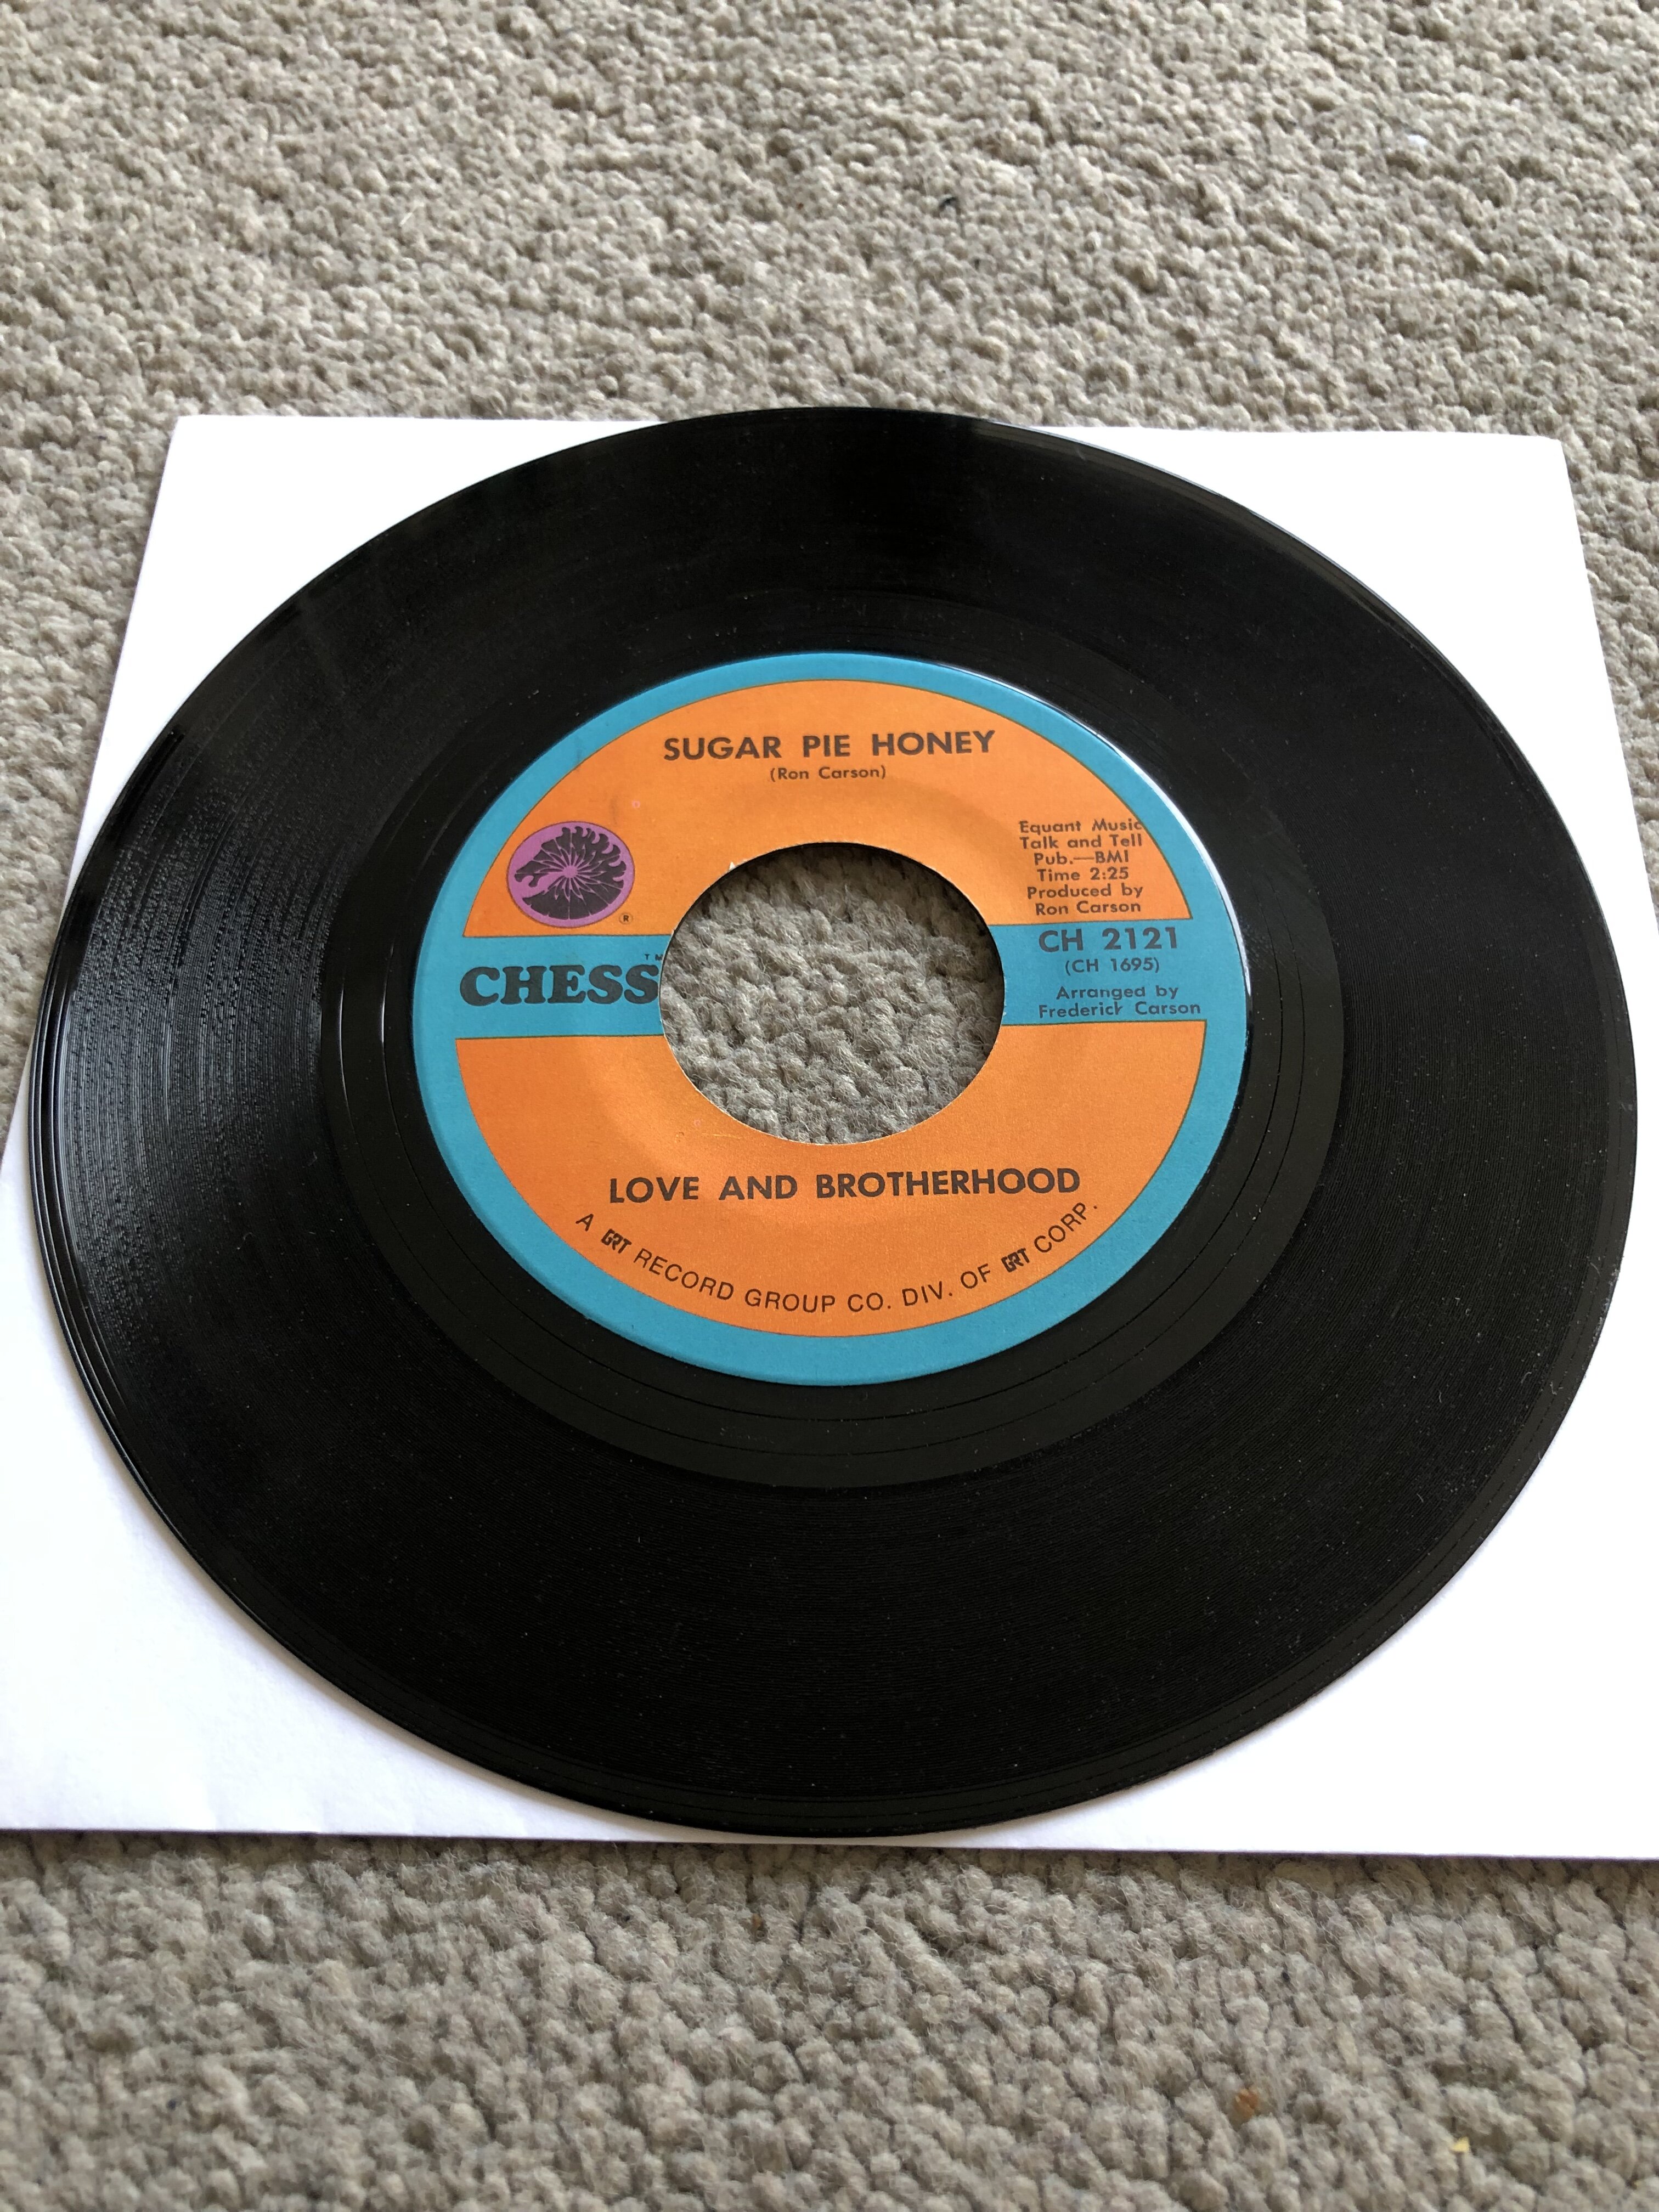 SUGAR PIE HONEY
(Ron Carson)
Equant Music
Talk and Tell
Pub.—BMI
Time 2:25
Produced by
Ron Carson
®
CHESS™
CH 2121
(CH 1695)
Arranged by
Frederick Carson
LOVE AND BROTHERHOOD
A GRT RECORD GROUP CO. DIV. OF GRT CORP.